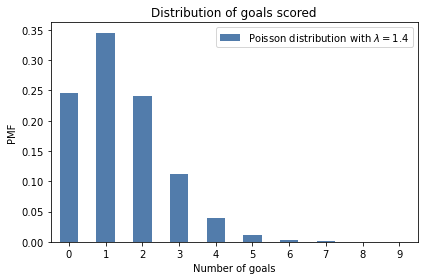 Distribution of goals scored
Poisson distribution with λ = 1.4
0.35
0.30
0.25
0.20
0.15
0.10
0.05
0.00
PMF
0 1 2 3 4 5 6 7 8 9
Number of goals